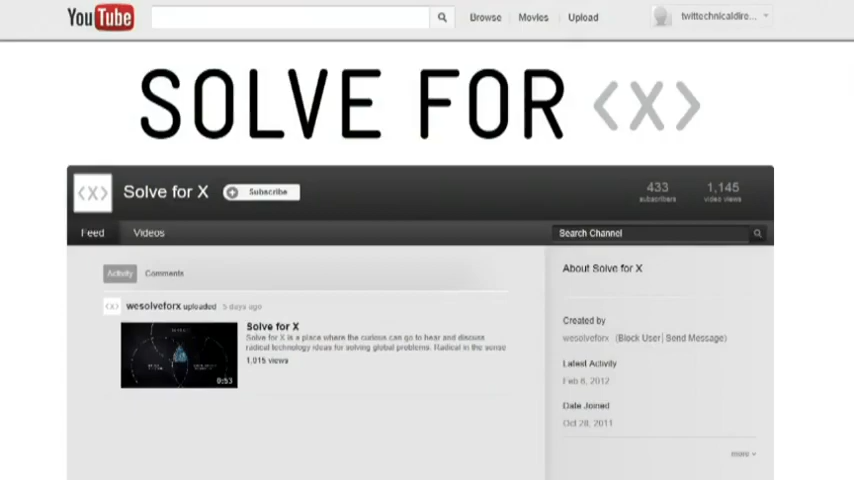 YouTube
Browse Movies Upload
twittechnicaldire...
SOLVE FOR <X>
<X> Solve for X Subscribe
433 subscribers
1,145 video views
Feed Videos
Search Channel
Activity Comments
wesolveforx uploaded 5 days ago
Solve for X
Solve for X is a place where the curious can go to hear and discuss
radical technology ideas for solving global problems. Radical in the sense
1,015 views
0:53
About Solve for X
Created by
wesolveforx (Block User| Send Message)
Latest Activity
Feb 6, 2012
Date Joined
Oct 28, 2011
more